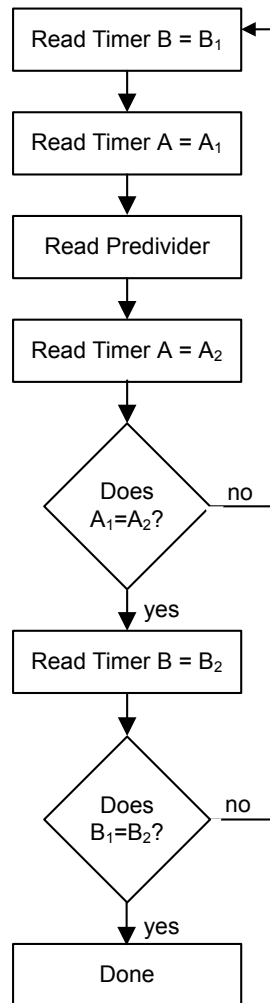 Read Timer B = B₁
Read Timer A = A₁
Read Predivider
Read Timer A = A₂
Does
A₁=A₂?
no
yes
Read Timer B = B₂
Does
B₁=B₂?
no
yes
Done